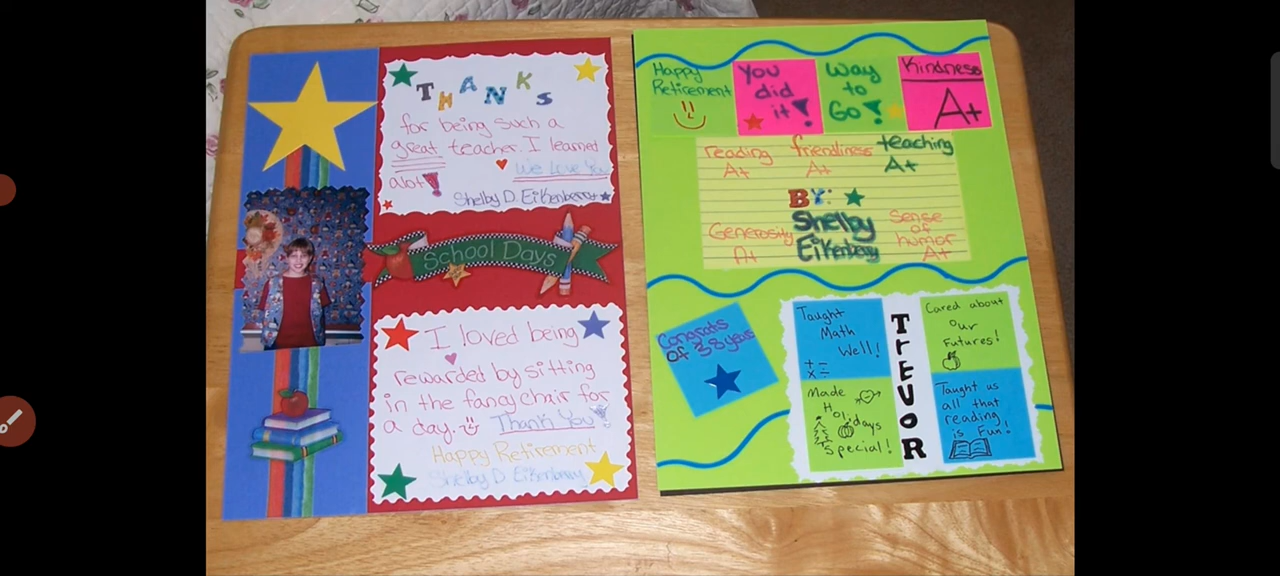 THANKS
for being such a
great teacher. I learned
alot! We Love You
Shelby D Eikenberry
School Days
I loved being
rewarded by sitting
in the fancy chair for
a day. Thank You!
Happy Retirement
Shelby D Eikenberry
Happy
Retirement
You
did
it!
Way
to
Go!
Kindness
A+
reading
A+
friendliness
A+
teaching
A+
BY:
Shelby
Eikenberry
Generosity
A+
Sense
of
humor
A+
Congrats
of 38 years
Taught
Math
Well!
+ -
x =
TrEVOR
Cared about
our
Futures!
Made
Holidays
Special!
Taught us
all that
reading
is Fun!